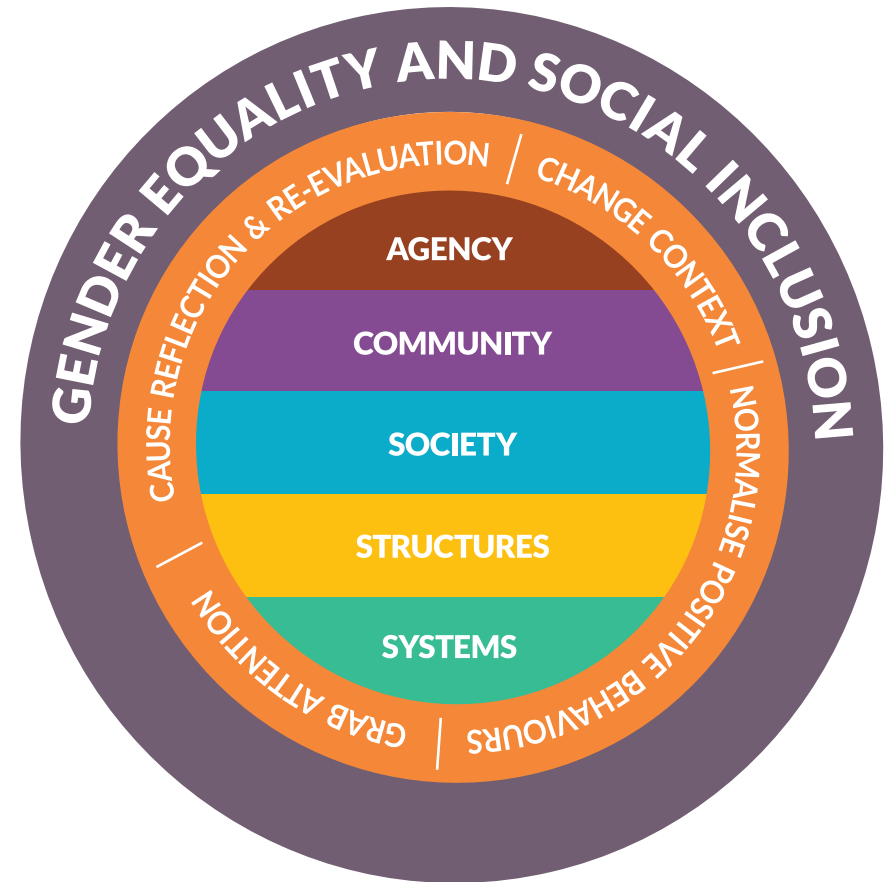 GENDER EQUALITY AND SOCIAL INCLUSION
CAUSE REFLECTION & RE-EVALUATION
CHANGE CONTEXT
NORMALISE POSITIVE BEHAVIOURS
GRAB ATTENTION
AGENCY
COMMUNITY
SOCIETY
STRUCTURES
SYSTEMS